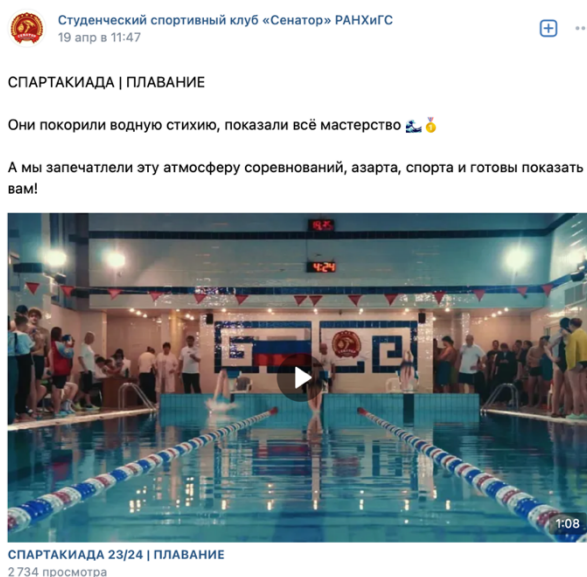 Студенческий спортивный клуб «Сенатор» РАНХиГС
19 апр в 11:47
СПАРТАКИАДА | ПЛАВАНИЕ
Они покорили водную стихию, показали всё мастерство 🌊🏅
А мы запечатлели эту атмосферу соревнований, азарта, спорта и готовы показать
вам!
4:24
1:08
СПАРТАКИАДА 23/24 | ПЛАВАНИЕ
2 734 просмотра